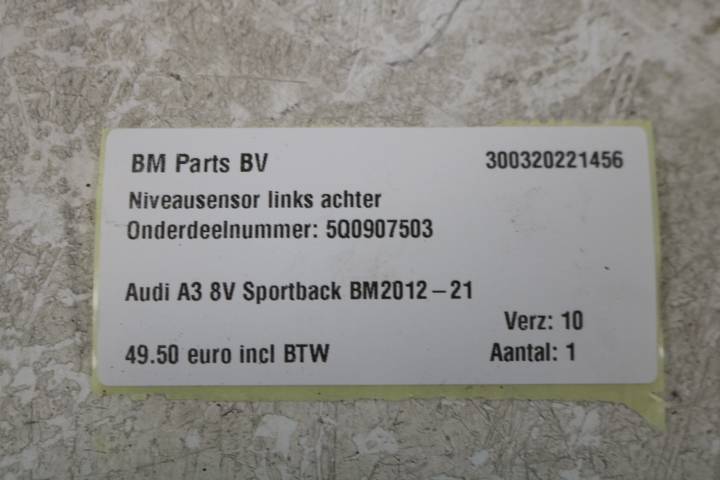 BM Parts BV 300320221456
Niveausensor links achter
Onderdeelnummer: 5Q0907503
Audi A3 8V Sportback BM2012-21
Verz: 10
49.50 euro incl BTW Aantal: 1